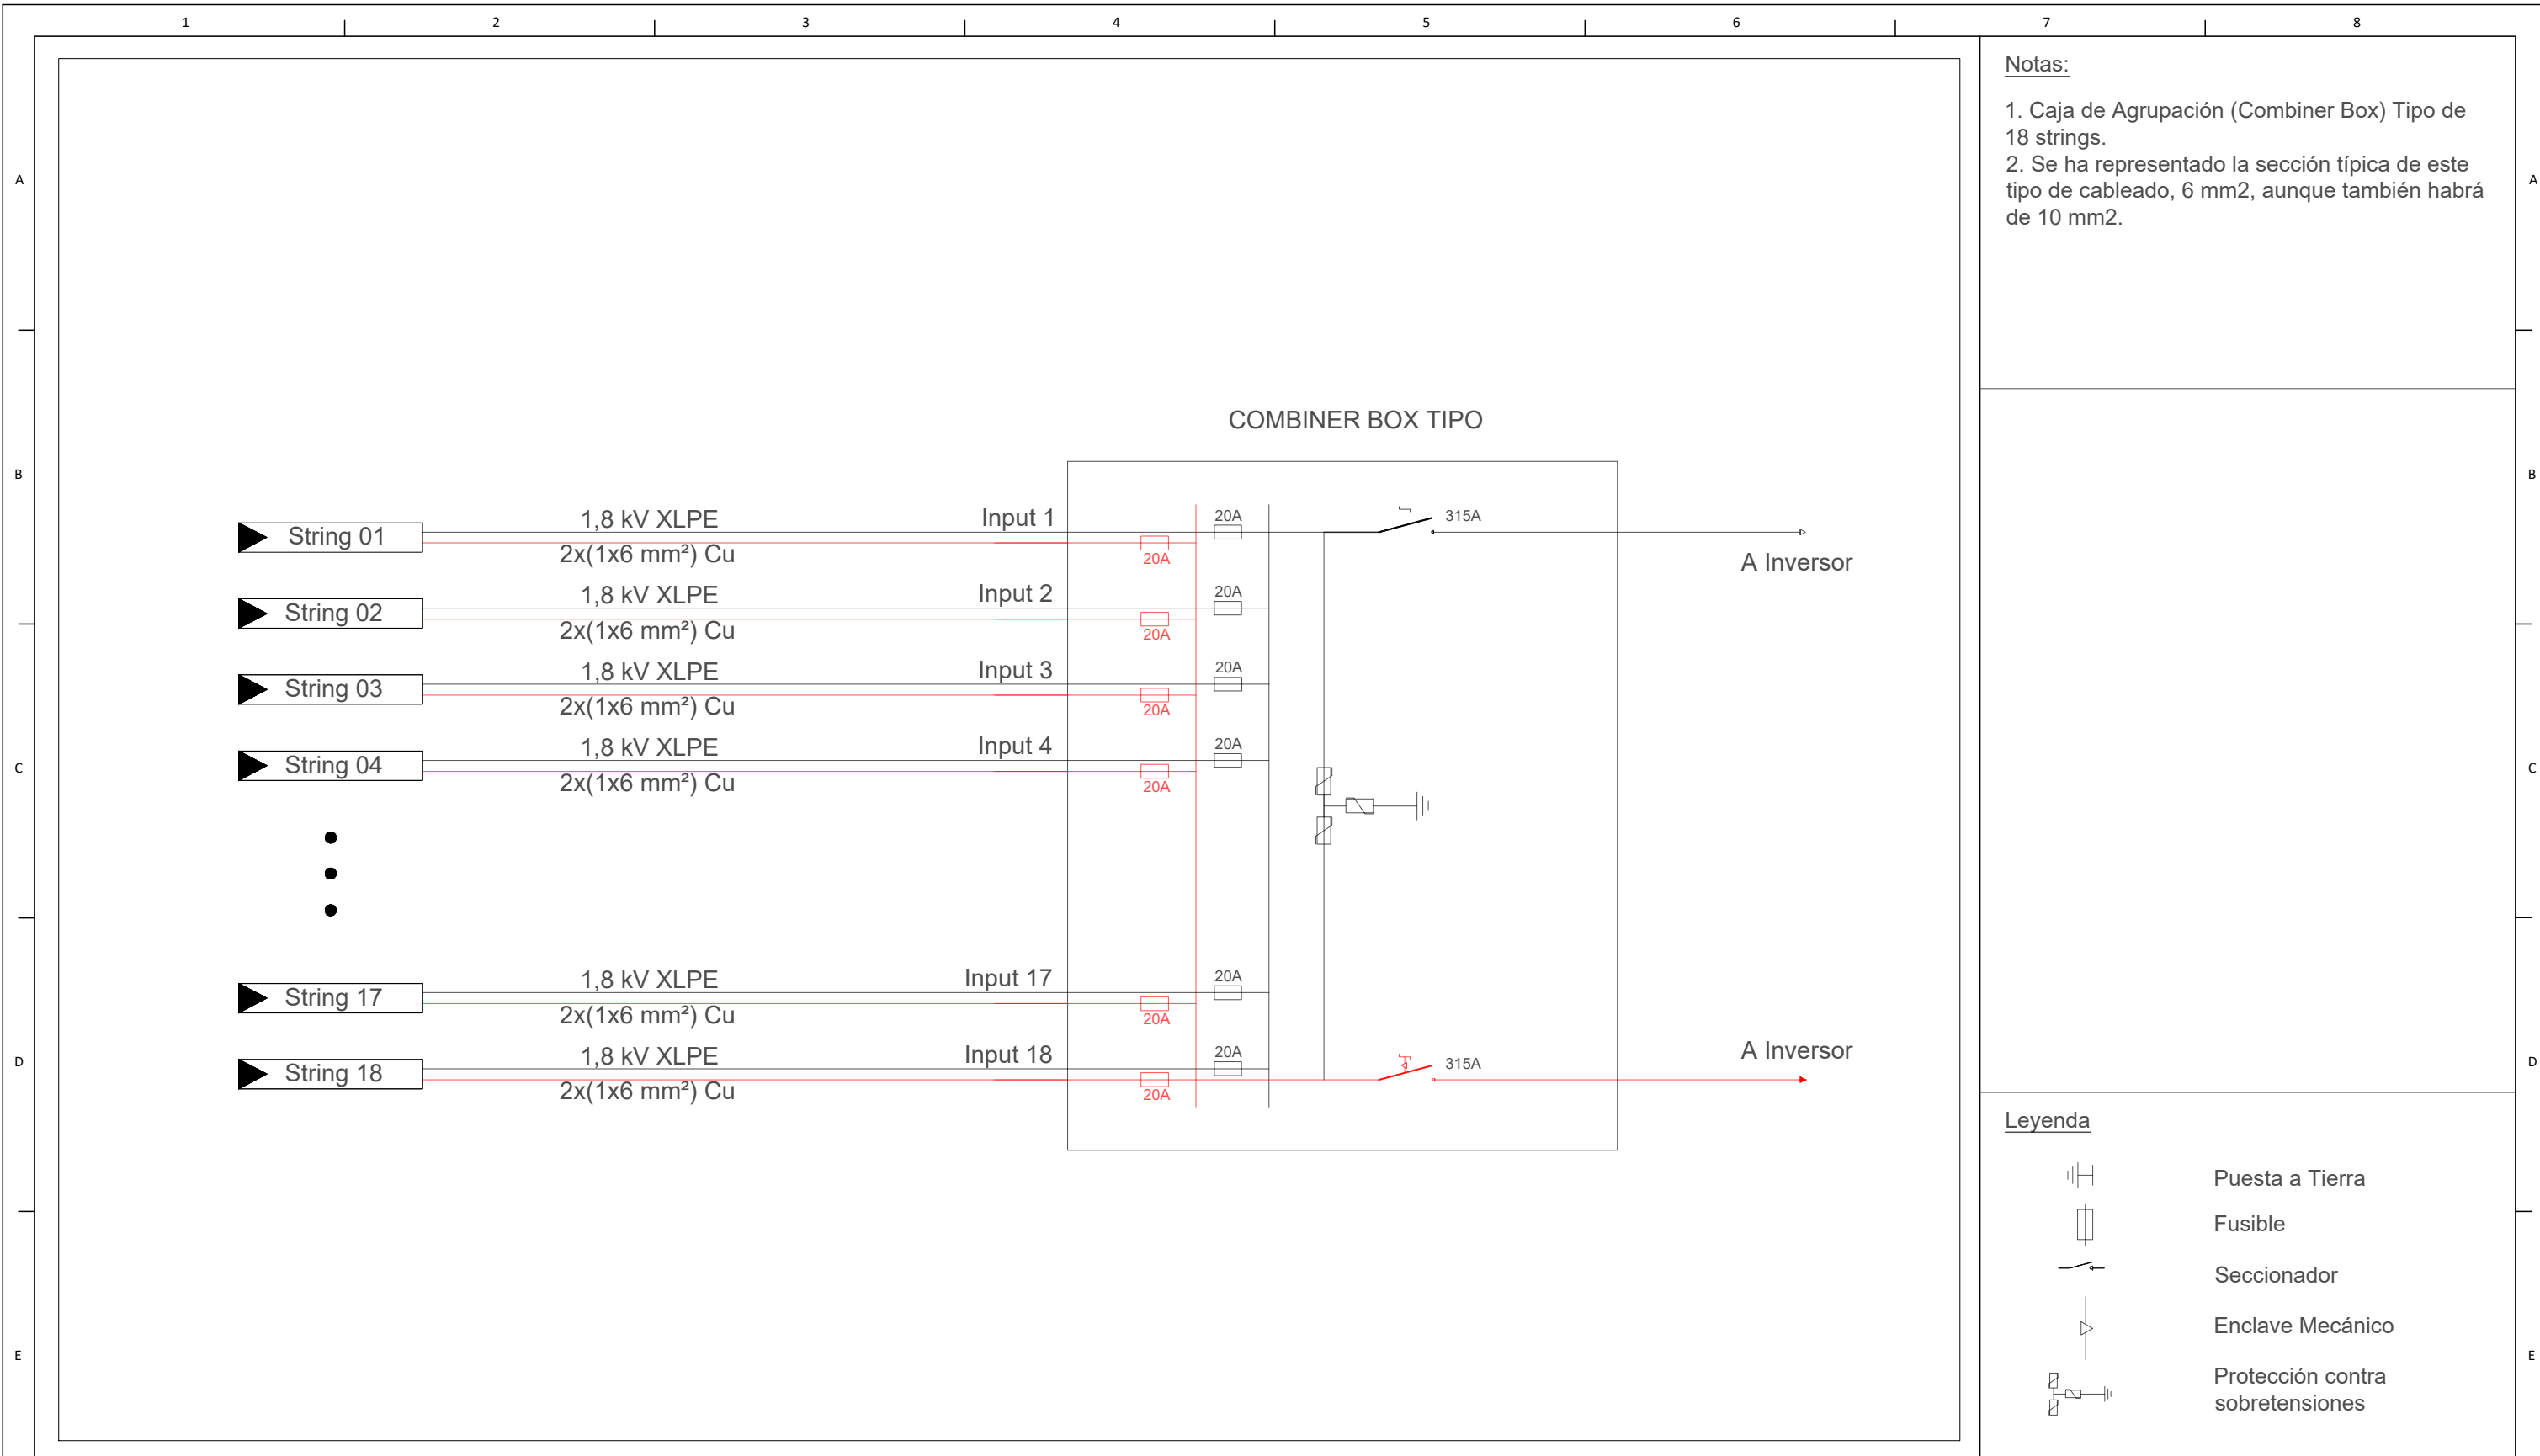 1 2 3 4 5 6 7 8
Notas:
1. Caja de Agrupación (Combiner Box) Tipo de
18 strings.
2. Se ha representado la sección típica de este
tipo de cableado, 6 mm2, aunque también habrá
de 10 mm2.
A A
COMBINER BOX TIPO
B B
String 01 1,8 kV XLPE Input 1 20A 315A
2x(1x6 mm²) Cu 20A A Inversor
String 02 1,8 kV XLPE Input 2 20A
2x(1x6 mm²) Cu 20A
String 03 1,8 kV XLPE Input 3 20A
2x(1x6 mm²) Cu 20A
String 04 1,8 kV XLPE Input 4 20A
2x(1x6 mm²) Cu 20A
C C
String 17 1,8 kV XLPE Input 17 20A
2x(1x6 mm²) Cu 20A
String 18 1,8 kV XLPE Input 18 20A 315A A Inversor
2x(1x6 mm²) Cu 20A
D D
Leyenda
Puesta a Tierra
Fusible
Seccionador
Enclave Mecánico
Protección contra
sobretensiones
E E